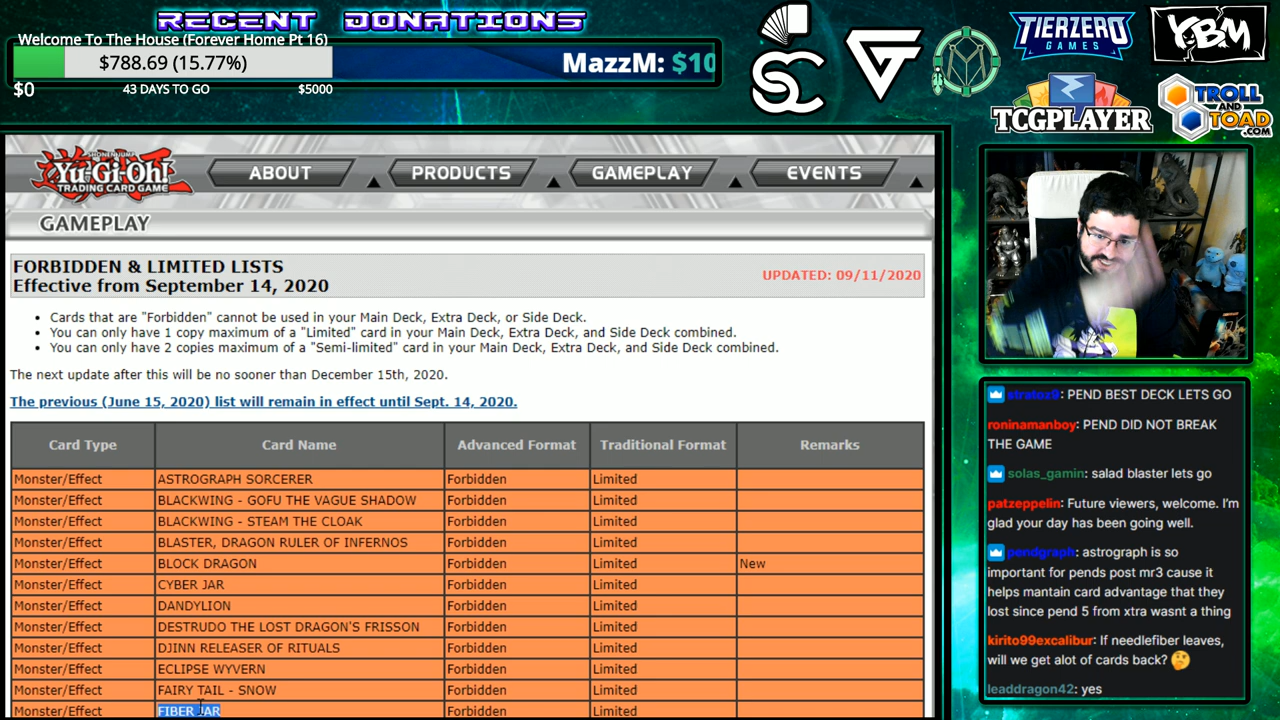 RECENT DONATIONS
Welcome To The House (Forever Home Pt 16)
$788.69 (15.77%)
MazzM: $10
$0 43 DAYS TO GO $5000
SC
TIERZERO
GAMES
YBM
TCGPLAYER
TROLL
AND
TOAD
.COM
SHONEN JUMP
Yu-Gi-Oh!
TRADING CARD GAME
ABOUT PRODUCTS GAMEPLAY EVENTS
GAMEPLAY
FORBIDDEN & LIMITED LISTS
Effective from September 14, 2020
UPDATED: 09/11/2020
Cards that are "Forbidden" cannot be used in your Main Deck, Extra Deck, or Side Deck.
You can only have 1 copy maximum of a "Limited" card in your Main Deck, Extra Deck, and Side Deck combined.
You can only have 2 copies maximum of a "Semi-limited" card in your Main Deck, Extra Deck, and Side Deck combined.
The next update after this will be no sooner than December 15th, 2020.
The previous (June 15, 2020) list will remain in effect until Sept. 14, 2020.
Card Type Card Name Advanced Format Traditional Format Remarks
Monster/Effect ASTROGRAPH SORCERER Forbidden Limited
Monster/Effect BLACKWING - GOFU THE VAGUE SHADOW Forbidden Limited
Monster/Effect BLACKWING - STEAM THE CLOAK Forbidden Limited
Monster/Effect BLASTER, DRAGON RULER OF INFERNOS Forbidden Limited
Monster/Effect BLOCK DRAGON Forbidden Limited New
Monster/Effect CYBER JAR Forbidden Limited
Monster/Effect DANDYLION Forbidden Limited
Monster/Effect DESTRUDO THE LOST DRAGON'S FRISSON Forbidden Limited
Monster/Effect DJINN RELEASER OF RITUALS Forbidden Limited
Monster/Effect ECLIPSE WYVERN Forbidden Limited
Monster/Effect FAIRY TAIL - SNOW Forbidden Limited
Monster/Effect FIBER JAR Forbidden Limited
stratoz9: PEND BEST DECK LETS GO
roninamanboy: PEND DID NOT BREAK
THE GAME
solas_gamin: salad blaster lets go
patzeppelin: Future viewers, welcome. I'm
glad your day has been going well.
pendgraph: astrograph is so
important for pends post mr3 cause it
helps mantain card advantage that they
lost since pend 5 from xtra wasnt a thing
kirito99excalibur: If needlefiber leaves,
will we get alot of cards back? 🤔
leaddragon42: yes